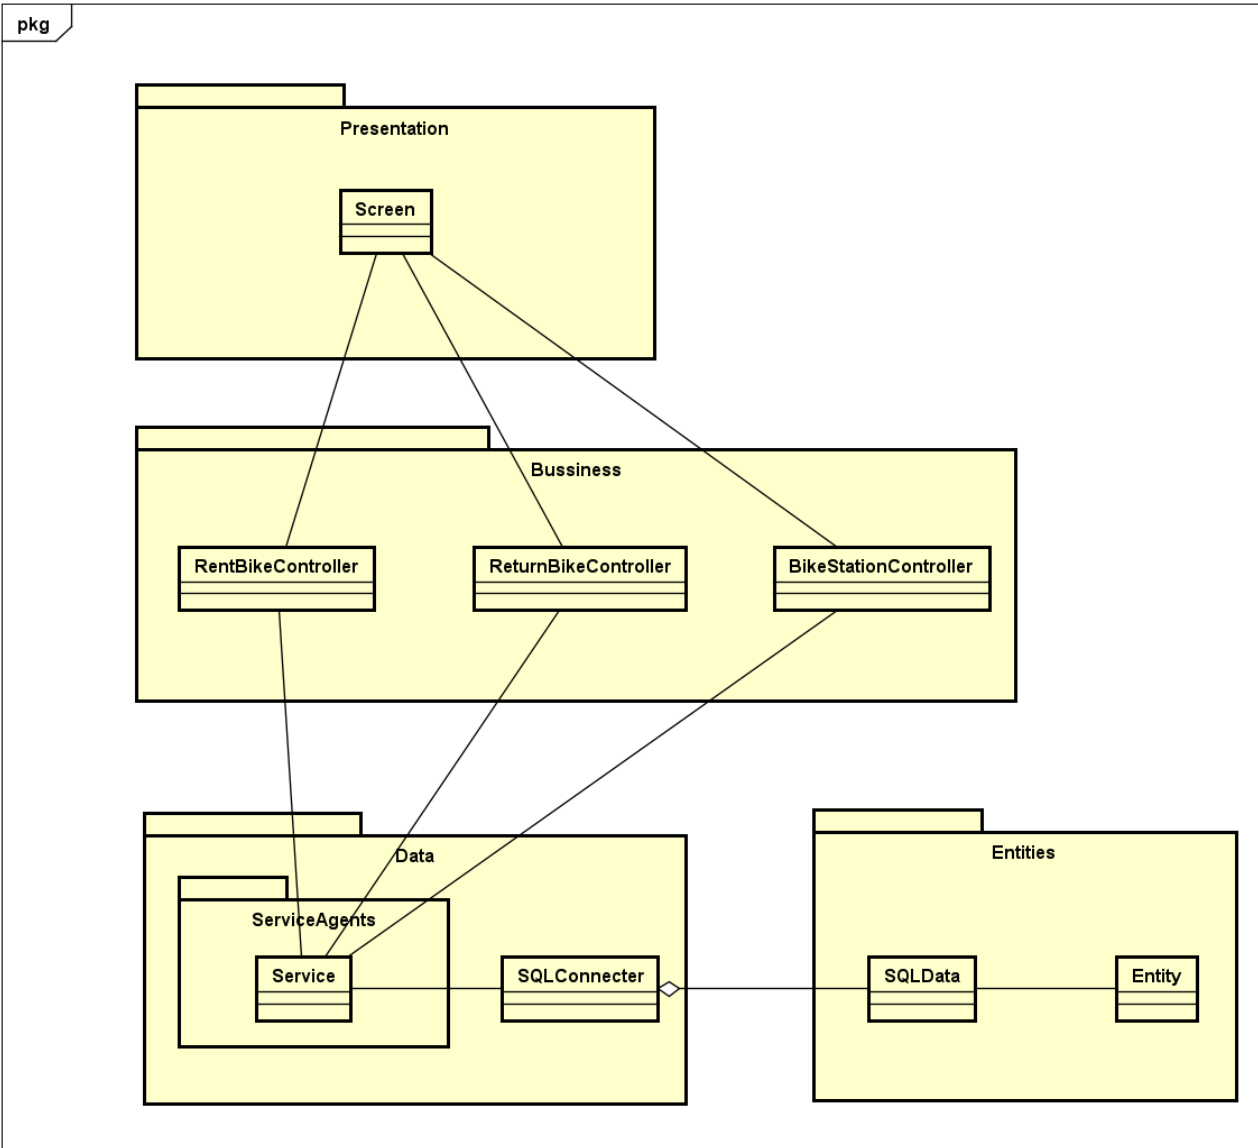 pkg
Presentation
Screen
Bussiness
RentBikeController
ReturnBikeController
BikeStationController
Data
Entities
ServiceAgents
Service
SQLConnecter
SQLData
Entity